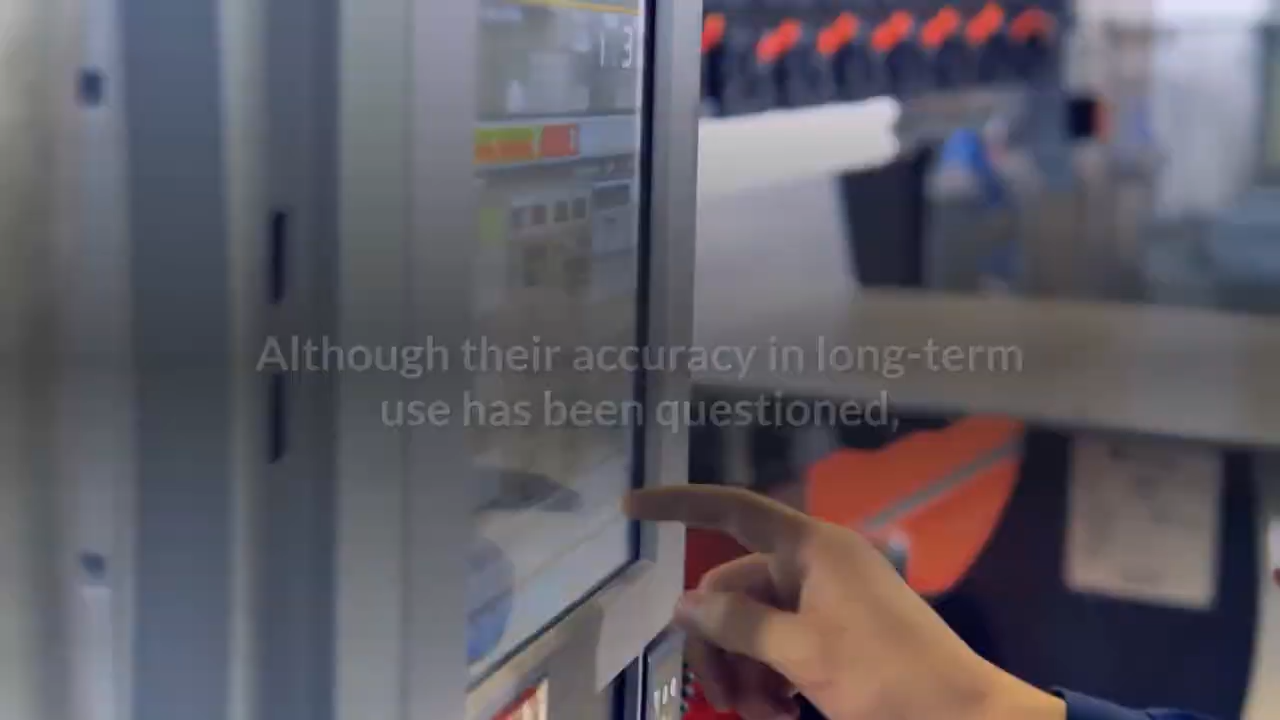 Although their accuracy in long-term
use has been questioned,